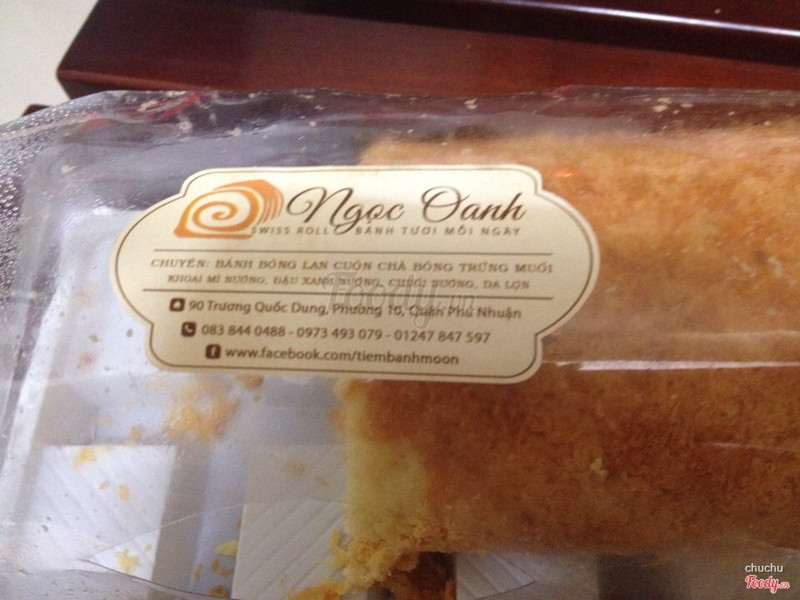 Ngọc Oanh
SWISS ROLL BÁNH TƯƠI MỖI NGÀY
CHUYÊN: BÁNH BÔNG LAN CUỘN CHÀ BÔNG TRỨNG MUỐI
KHOAI MÌ NƯỚNG, ĐẬU XANH NƯỚNG, CHUỐI NƯỚNG, DA LỢN
90 Trương Quốc Dung, Phường 10, Quận Phú Nhuận
083 844 0488 - 0973 493 079 - 01247 847 597
www.facebook.com/tiembanhmoon
Foody.vn
chuchu
Foody.vn